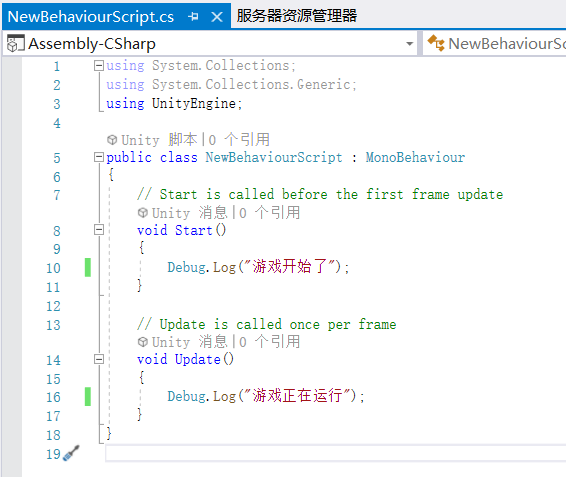 NewBehaviourScript.cs 服务器资源管理器
Assembly-CSharp NewBehaviourSc
1 using System.Collections;
2 using System.Collections.Generic;
3 using UnityEngine;
4
Unity 脚本|0 个引用
5 public class NewBehaviourScript : MonoBehaviour
6 {
7 // Start is called before the first frame update
Unity 消息|0 个引用
8 void Start()
9 {
10 Debug.Log("游戏开始了");
11 }
12
13 // Update is called once per frame
Unity 消息|0 个引用
14 void Update()
15 {
16 Debug.Log("游戏正在运行");
17 }
18 }
19